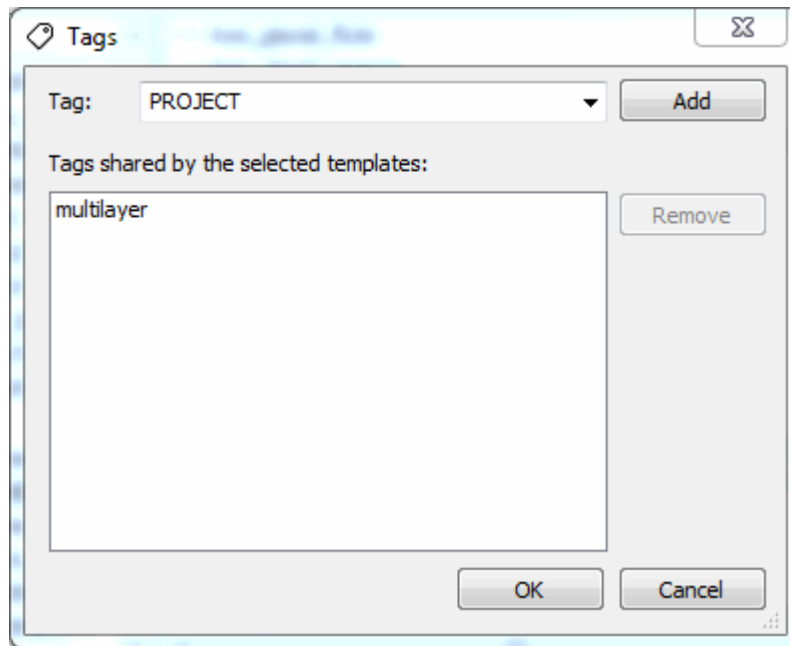 Tags
Tag: PROJECT Add
Tags shared by the selected templates:
multilayer
Remove
OK Cancel